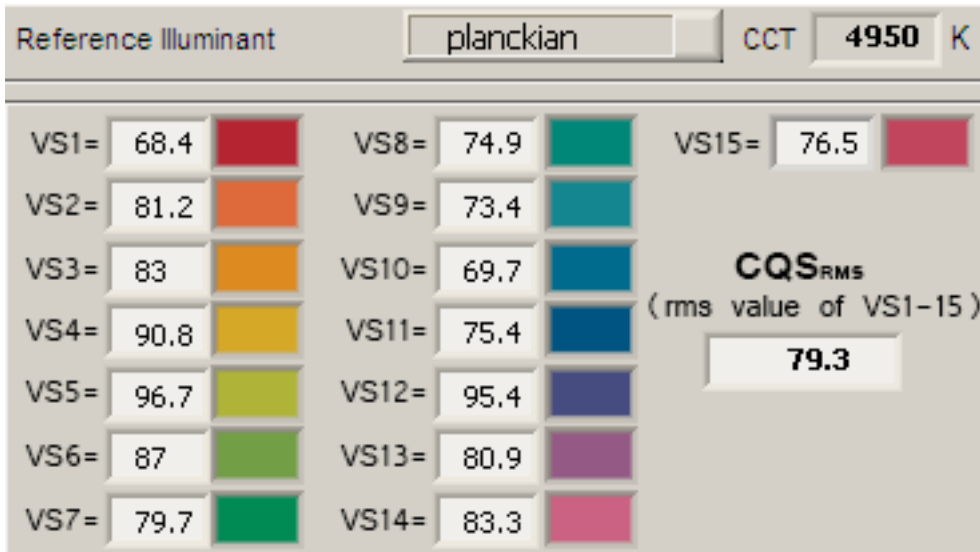 Reference Illuminant planckian CCT 4950 K
VS1= 68.4 VS8= 74.9 VS15= 76.5
VS2= 81.2 VS9= 73.4
VS3= 83 VS10= 69.7 CQSRMS
(rms value of VS1-15)
VS4= 90.8 VS11= 75.4
79.3
VS5= 96.7 VS12= 95.4
VS6= 87 VS13= 80.9
VS7= 79.7 VS14= 83.3